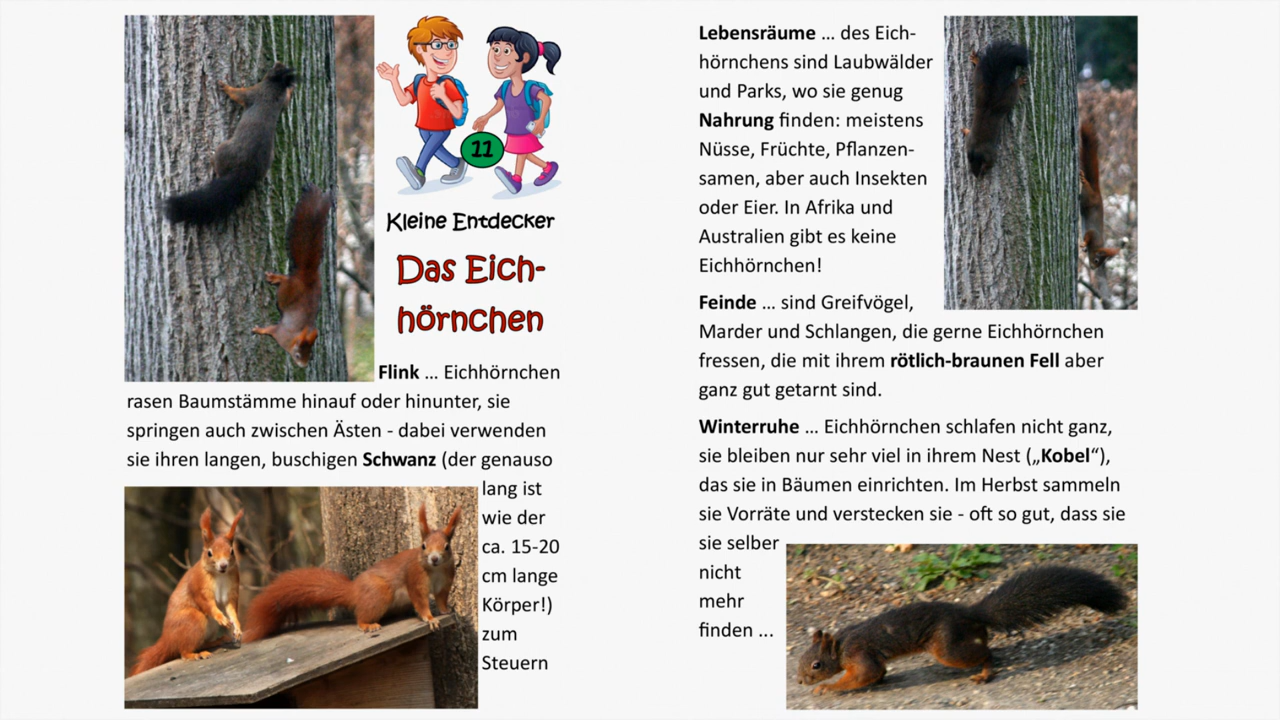 11
Kleine Entdecker
Das Eich-
hörnchen
Flink ... Eichhörnchen
rasen Baumstämme hinauf oder hinunter, sie
springen auch zwischen Ästen - dabei verwenden
sie ihren langen, buschigen Schwanz (der genauso
lang ist
wie der
ca. 15-20
cm lange
Körper!)
zum
Steuern
Lebensräume ... des Eich-
hörnchens sind Laubwälder
und Parks, wo sie genug
Nahrung finden: meistens
Nüsse, Früchte, Pflanzen-
samen, aber auch Insekten
oder Eier. In Afrika und
Australien gibt es keine
Eichhörnchen!
Feinde ... sind Greifvögel,
Marder und Schlangen, die gerne Eichhörnchen
fressen, die mit ihrem rötlich-braunen Fell aber
ganz gut getarnt sind.
Winterruhe ... Eichhörnchen schlafen nicht ganz,
sie bleiben nur sehr viel in ihrem Nest („Kobel“),
das sie in Bäumen einrichten. Im Herbst sammeln
sie Vorräte und verstecken sie - oft so gut, dass sie
sie selber
nicht
mehr
finden ...